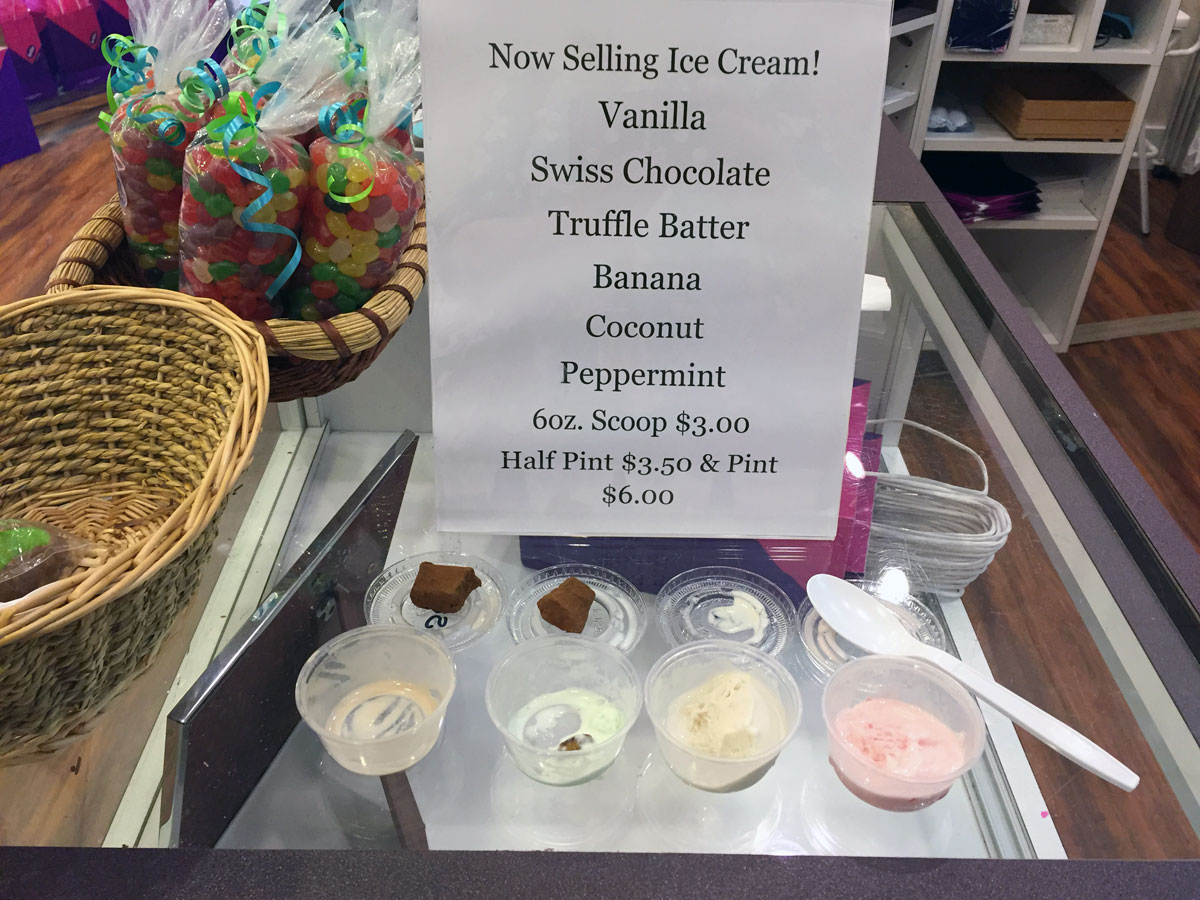 Now Selling Ice Cream!
Vanilla
Swiss Chocolate
Truffle Batter
Banana
Coconut
Peppermint
6oz. Scoop $3.00
Half Pint $3.50 & Pint
$6.00